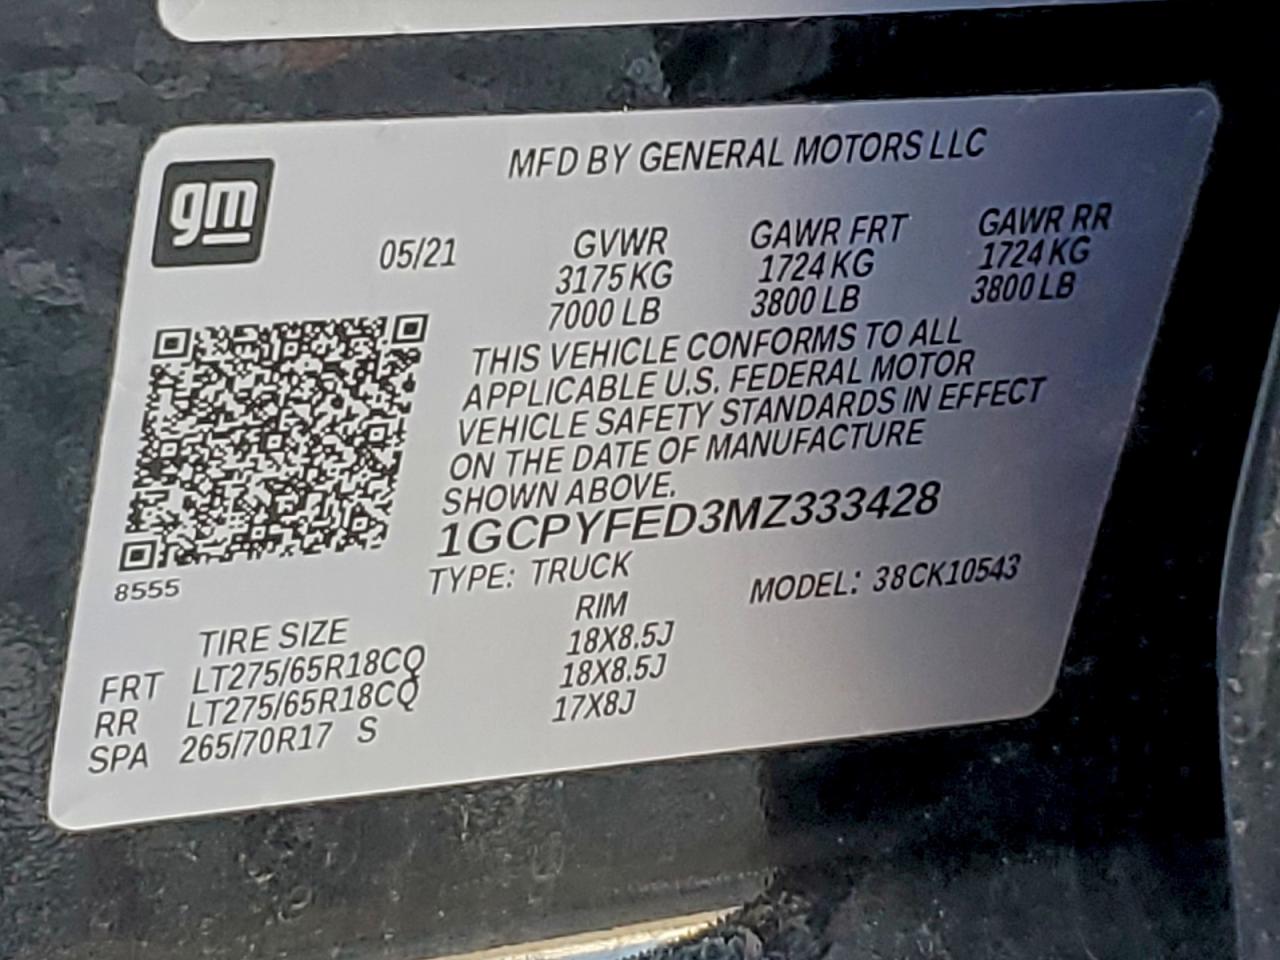 gm
MFD BY GENERAL MOTORS LLC
05/21 GVWR GAWR FRT GAWR RR
3175 KG 1724 KG 1724 KG
7000 LB 3800 LB 3800 LB
THIS VEHICLE CONFORMS TO ALL
APPLICABLE U.S. FEDERAL MOTOR
VEHICLE SAFETY STANDARDS IN EFFECT
ON THE DATE OF MANUFACTURE
SHOWN ABOVE.
1GCPYFED3MZ333428
8555
TYPE: TRUCK MODEL: 38CK10543
TIRE SIZE RIM
FRT LT275/65R18CQ 18X8.5J
RR LT275/65R18CQ 18X8.5J
SPA 265/70R17 S 17X8J